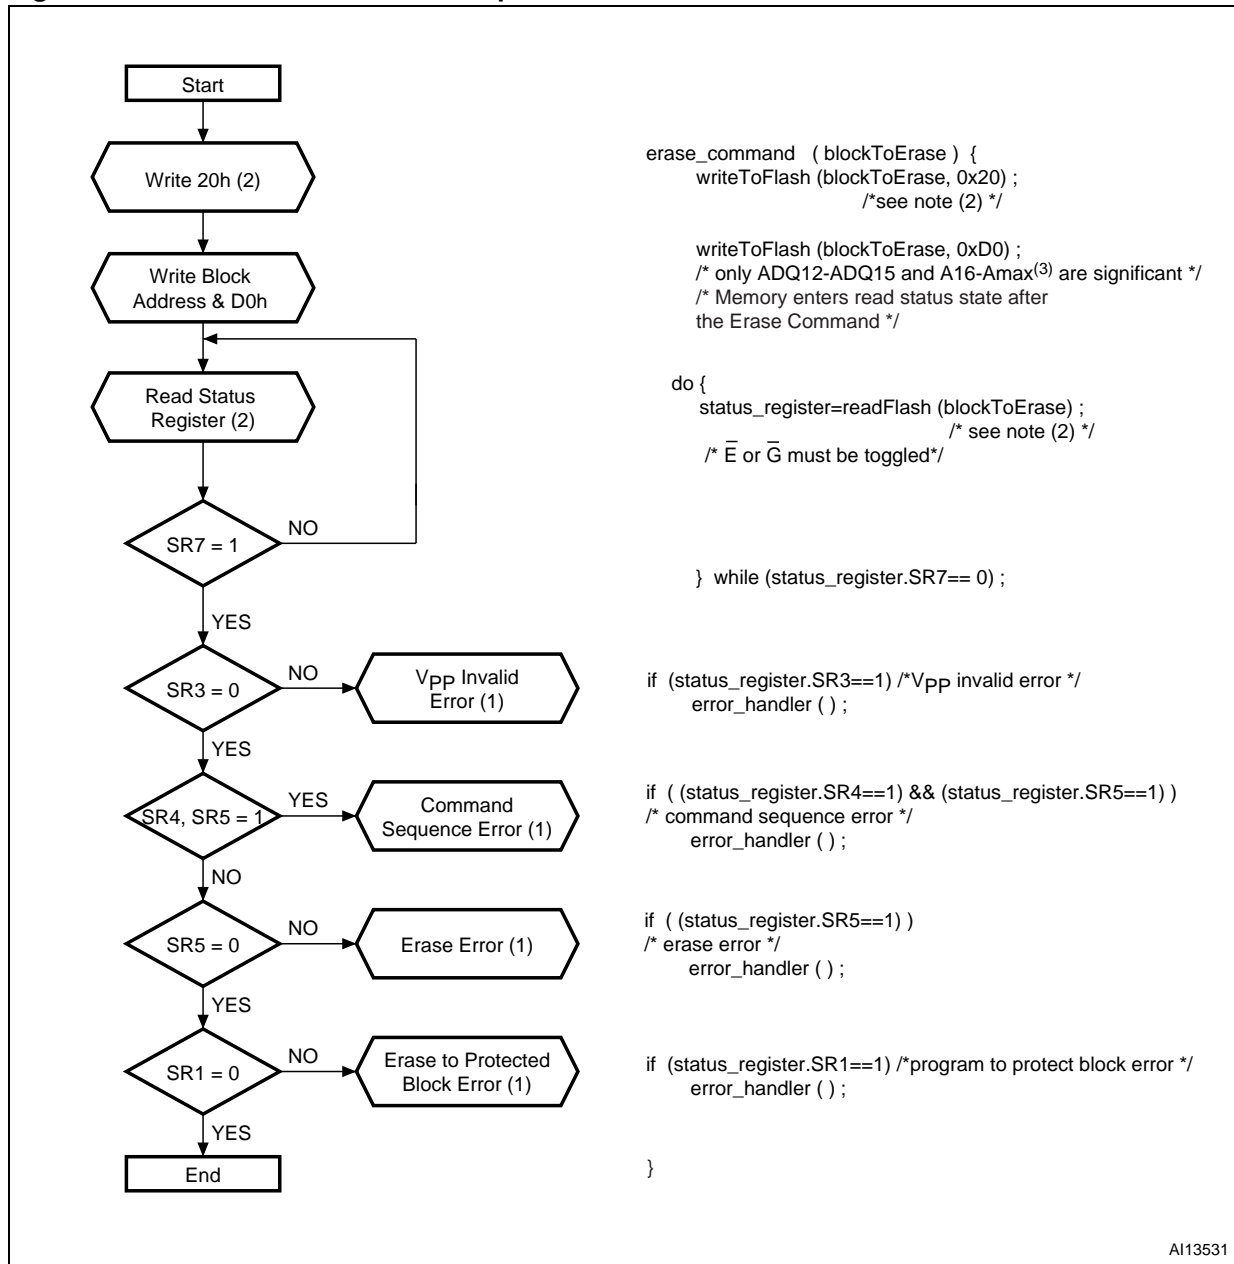 Start
Write 20h (2)
Write Block
Address & D0h
Read Status
Register (2)
SR7 = 1
NO
YES
SR3 = 0
NO
VPP Invalid
Error (1)
YES
SR4, SR5 = 1
YES
Command
Sequence Error (1)
NO
SR5 = 0
NO
Erase Error (1)
YES
SR1 = 0
NO
Erase to Protected
Block Error (1)
YES
End
erase_command ( blockToErase ) {
writeToFlash (blockToErase, 0x20) ;
/*see note (2) */
writeToFlash (blockToErase, 0xD0) ;
/* only ADQ12-ADQ15 and A16-Amax(3) are significant */
/* Memory enters read status state after
the Erase Command */
do {
status_register=readFlash (blockToErase) ;
/* see note (2) */
/* E̅ or G̅ must be toggled*/
} while (status_register.SR7== 0) ;
if (status_register.SR3==1) /*VPP invalid error */
error_handler ( ) ;
if ( (status_register.SR4==1) && (status_register.SR5==1) )
/* command sequence error */
error_handler ( ) ;
if ( (status_register.SR5==1) )
/* erase error */
error_handler ( ) ;
if (status_register.SR1==1) /*program to protect block error */
error_handler ( ) ;
}
AI13531